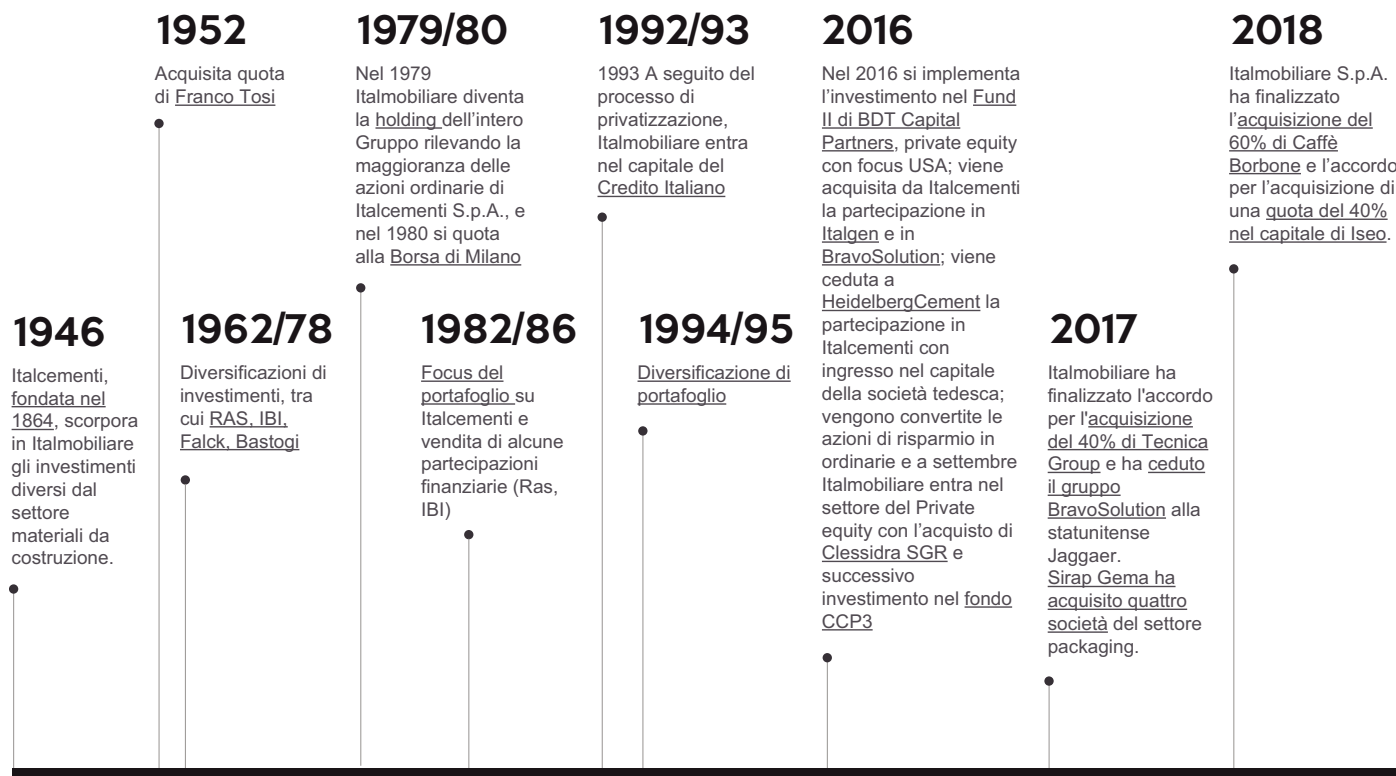 1946
Italcementi,
fondata nel
1864, scorpora
in Italmobiliare
gli investimenti
diversi dal
settore
materiali da
costruzione.
1952
Acquisita quota
di Franco Tosi
1962/78
Diversificazioni di
investimenti, tra
cui RAS, IBI,
Falck, Bastogi
1979/80
Nel 1979
Italmobiliare diventa
la holding dell’intero
Gruppo rilevando la
maggioranza delle
azioni ordinarie di
Italcementi S.p.A., e
nel 1980 si quota
alla Borsa di Milano
1982/86
Focus del
portafoglio su
Italcementi e
vendita di alcune
partecipazioni
finanziarie (Ras,
IBI)
1992/93
1993 A seguito del
processo di
privatizzazione,
Italmobiliare entra
nel capitale del
Credito Italiano
1994/95
Diversificazione di
portafoglio
2016
Nel 2016 si implementa
l’investimento nel Fund
II di BDT Capital
Partners, private equity
con focus USA; viene
acquisita da Italcementi
la partecipazione in
Italgen e in
BravoSolution; viene
ceduta a
HeidelbergCement la
partecipazione in
Italcementi con
ingresso nel capitale
della società tedesca;
vengono convertite le
azioni di risparmio in
ordinarie e a settembre
Italmobiliare entra nel
settore del Private
equity con l’acquisto di
Clessidra SGR e
successivo
investimento nel fondo
CCP3
2017
Italmobiliare ha
finalizzato l'accordo
per l'acquisizione
del 40% di Tecnica
Group e ha ceduto
il gruppo
BravoSolution alla
statunitense
Jaggaer.
Sirap Gema ha
acquisito quattro
società del settore
packaging.
2018
Italmobiliare S.p.A.
ha finalizzato
l’acquisizione del
60% di Caffè
Borbone e l’accordo
per l’acquisizione di
una quota del 40%
nel capitale di Iseo.